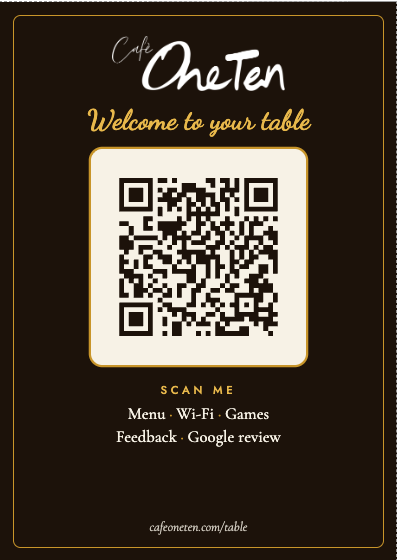 Café
OneTen
Welcome to your table
SCAN ME
Menu · Wi-Fi · Games
Feedback · Google review
cafeoneten.com/table